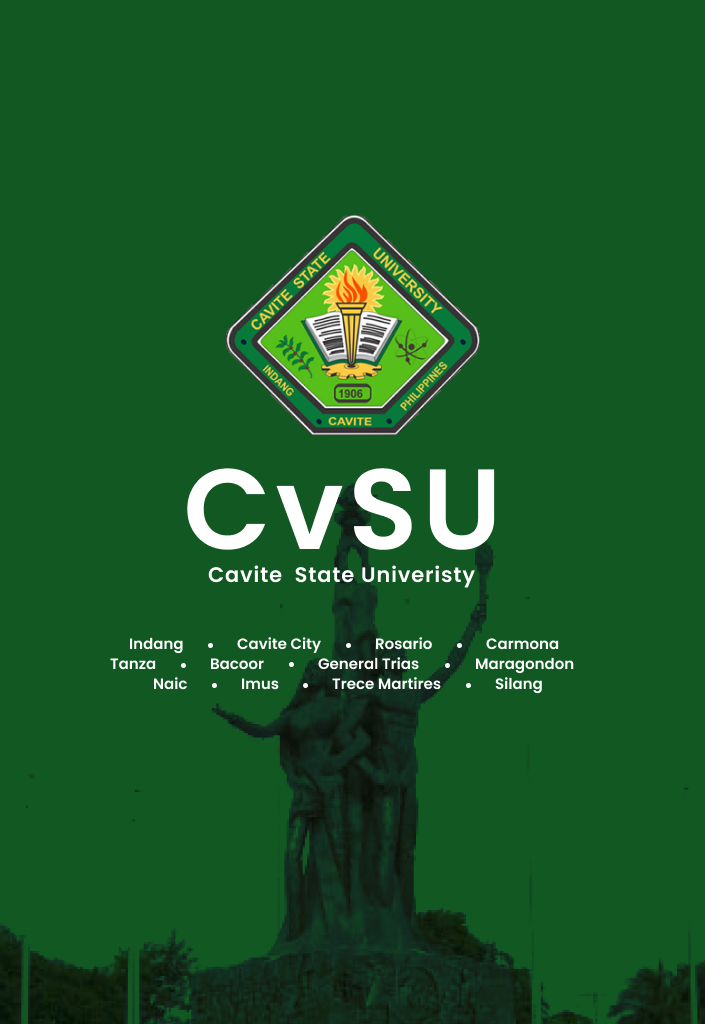 CAVITE STATE UNIVERSITY
INDANG CAVITE PHILIPPINES
1906
CvSU
Cavite State Univeristy
Indang • Cavite City • Rosario • Carmona
Tanza • Bacoor • General Trias • Maragondon
Naic • Imus • Trece Martires • Silang